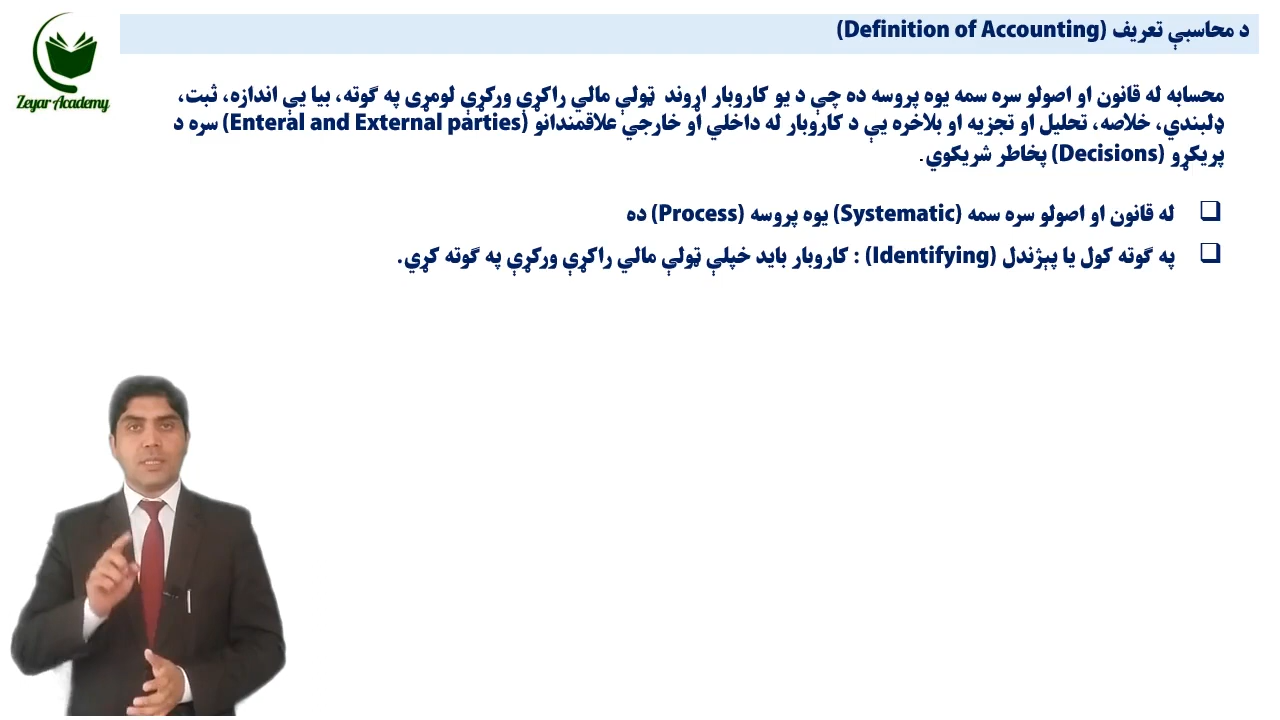 Zeyar Academy
د محاسبې تعریف (Definition of Accounting)
محسابه له قانون او اصولو سره سمه یوه پروسه ده چې د یو کاروبار اړوند ټولې مالي راکړې ورکړې لومړی په گوته، بیا یې اندازه، ثبت،
ډلبندي، خلاصه، تحلیل او تجزیه او بلاخره یې د کاروبار له داخلي او خارجي علاقمندانو (Enteral and External parties) سره د
پریکړو (Decisions) پخاطر شریکوي.
❑ له قانون او اصولو سره سمه (Systematic) یوه پروسه (Process) ده
❑ په گوته کول یا پېژندل (Identifying) : کاروبار باید خپلې ټولې مالي راکړې ورکړې په گوته کړي.